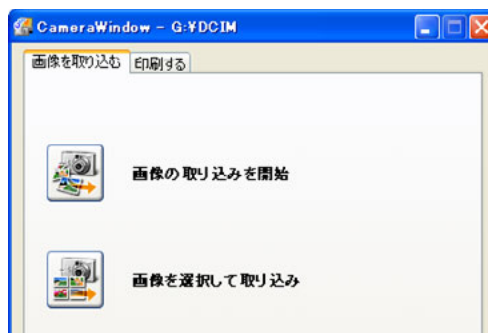 CameraWindow - G:¥DCIM
画像を取り込む 印刷する
画像の取り込みを開始
画像を選択して取り込み